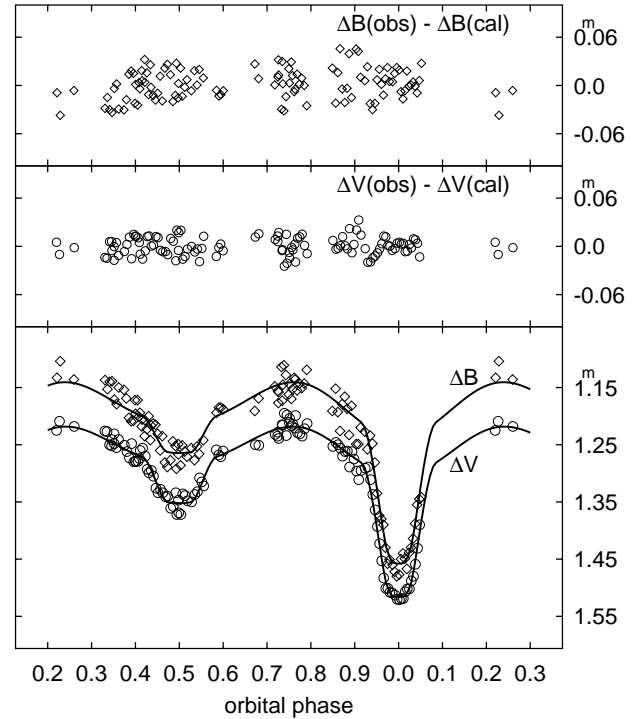 ΔB(obs) - ΔB(cal)
m
0.06
0.0
-0.06
ΔV(obs) - ΔV(cal)
m
0.06
0.0
-0.06
m
1.15
1.25
1.35
1.45
1.55
ΔB
ΔV
0.2 0.3 0.4 0.5 0.6 0.7 0.8 0.9 0.0 0.1 0.2 0.3
orbital phase